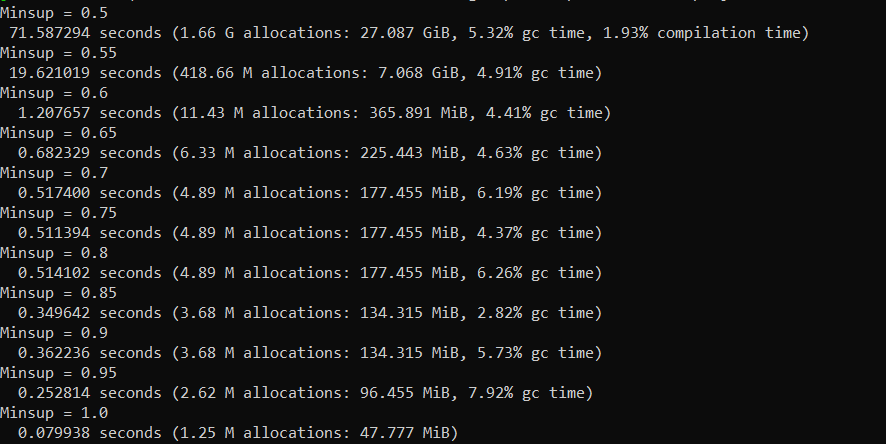 Minsup = 0.5
71.587294 seconds (1.66 G allocations: 27.087 GiB, 5.32% gc time, 1.93% compilation time)
Minsup = 0.55
19.621019 seconds (418.66 M allocations: 7.068 GiB, 4.91% gc time)
Minsup = 0.6
1.207657 seconds (11.43 M allocations: 365.891 MiB, 4.41% gc time)
Minsup = 0.65
0.682329 seconds (6.33 M allocations: 225.443 MiB, 4.63% gc time)
Minsup = 0.7
0.517400 seconds (4.89 M allocations: 177.455 MiB, 6.19% gc time)
Minsup = 0.75
0.511394 seconds (4.89 M allocations: 177.455 MiB, 4.37% gc time)
Minsup = 0.8
0.514102 seconds (4.89 M allocations: 177.455 MiB, 6.26% gc time)
Minsup = 0.85
0.349642 seconds (3.68 M allocations: 134.315 MiB, 2.82% gc time)
Minsup = 0.9
0.362236 seconds (3.68 M allocations: 134.315 MiB, 5.73% gc time)
Minsup = 0.95
0.252814 seconds (2.62 M allocations: 96.455 MiB, 7.92% gc time)
Minsup = 1.0
0.079938 seconds (1.25 M allocations: 47.777 MiB)